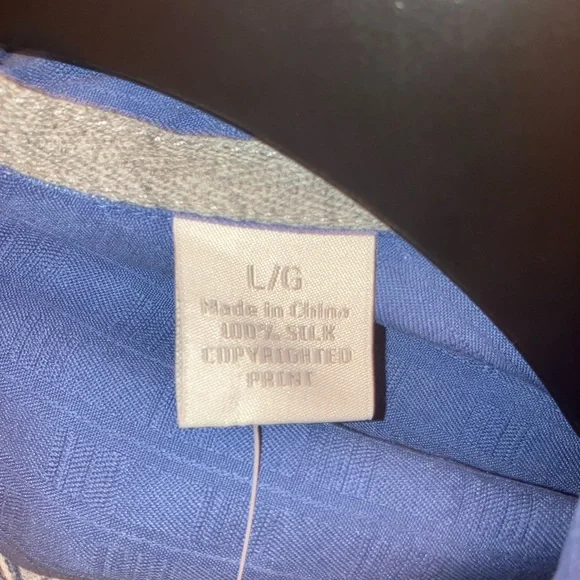 L/G
Made In China
100% SILK
COPYRIGHTED
PRINT